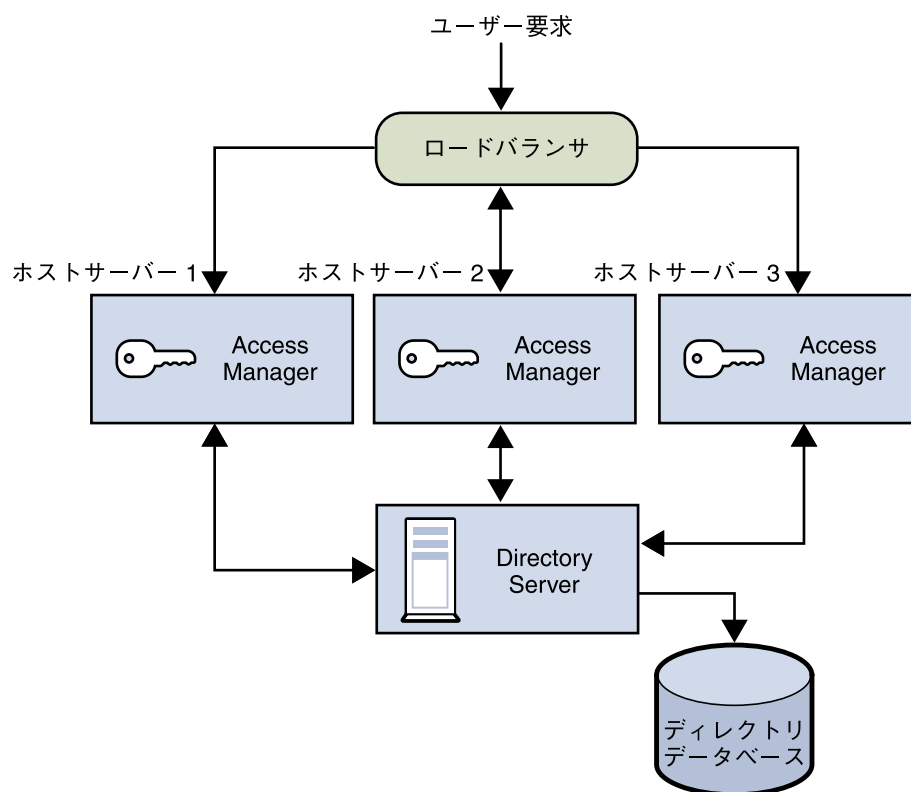 ユーザー要求
ロードバランサ
ホストサーバー 1
ホストサーバー 2
ホストサーバー 3
Access
Manager
Access
Manager
Access
Manager
Directory
Server
ディレクトリ
データベース